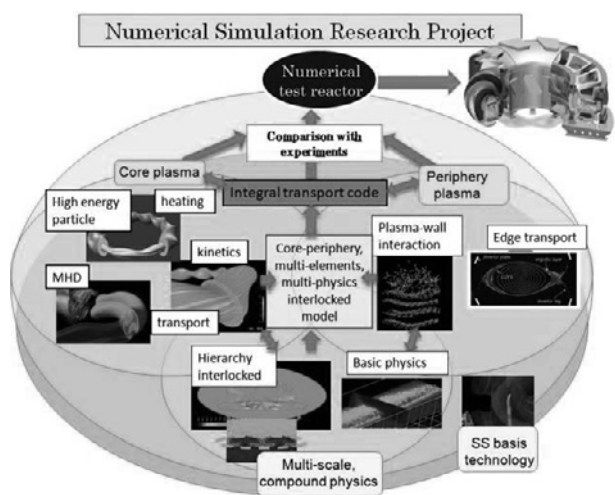 Numerical Simulation Research Project
Numerical
test reactor
Comparison with
experiments
Core plasma
Periphery
plasma
Integral transport code
High energy
particle
heating
Plasma-wall
interaction
Edge transport
kinetics
Core-periphery,
multi-elements,
multi-physics
interlocked
model
MHD
transport
Hierarchy
interlocked
Basic physics
SS basis
technology
Multi-scale,
compound physics